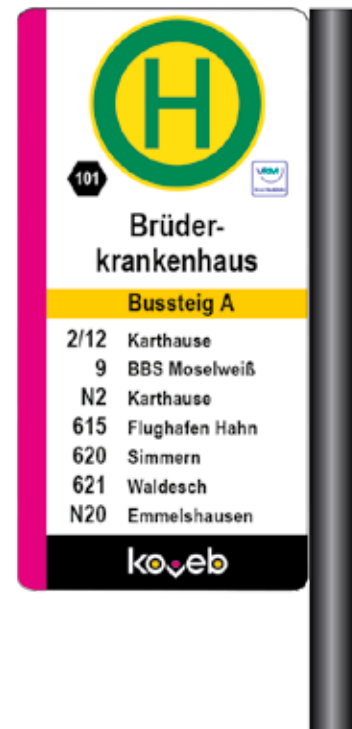 H
101
VRM
Brüder-
krankenhaus
Bussteig A
2/12 Karthause
9 BBS Moselweiß
N2 Karthause
615 Flughafen Hahn
620 Simmern
621 Waldesch
N20 Emmelshausen
koveb